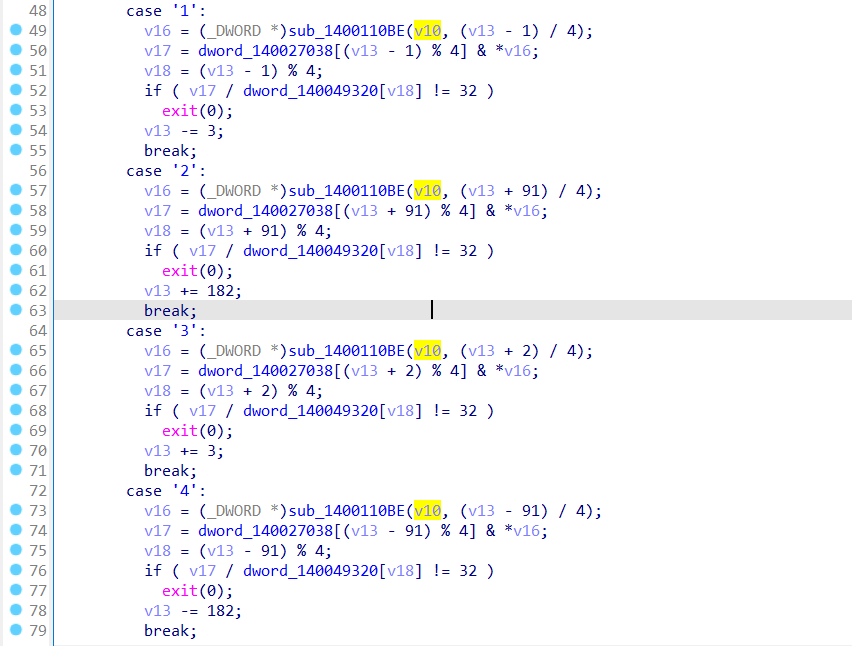 48 case '1':
49 v16 = (_DWORD *)sub_1400110BE(v10, (v13 - 1) / 4);
50 v17 = dword_140027038[(v13 - 1) % 4] & *v16;
51 v18 = (v13 - 1) % 4;
52 if ( v17 / dword_140049320[v18] != 32 )
53 exit(0);
54 v13 -= 3;
55 break;
56 case '2':
57 v16 = (_DWORD *)sub_1400110BE(v10, (v13 + 91) / 4);
58 v17 = dword_140027038[(v13 + 91) % 4] & *v16;
59 v18 = (v13 + 91) % 4;
60 if ( v17 / dword_140049320[v18] != 32 )
61 exit(0);
62 v13 += 182;
63 break;
64 case '3':
65 v16 = (_DWORD *)sub_1400110BE(v10, (v13 + 2) / 4);
66 v17 = dword_140027038[(v13 + 2) % 4] & *v16;
67 v18 = (v13 + 2) % 4;
68 if ( v17 / dword_140049320[v18] != 32 )
69 exit(0);
70 v13 += 3;
71 break;
72 case '4':
73 v16 = (_DWORD *)sub_1400110BE(v10, (v13 - 91) / 4);
74 v17 = dword_140027038[(v13 - 91) % 4] & *v16;
75 v18 = (v13 - 91) % 4;
76 if ( v17 / dword_140049320[v18] != 32 )
77 exit(0);
78 v13 -= 182;
79 break;